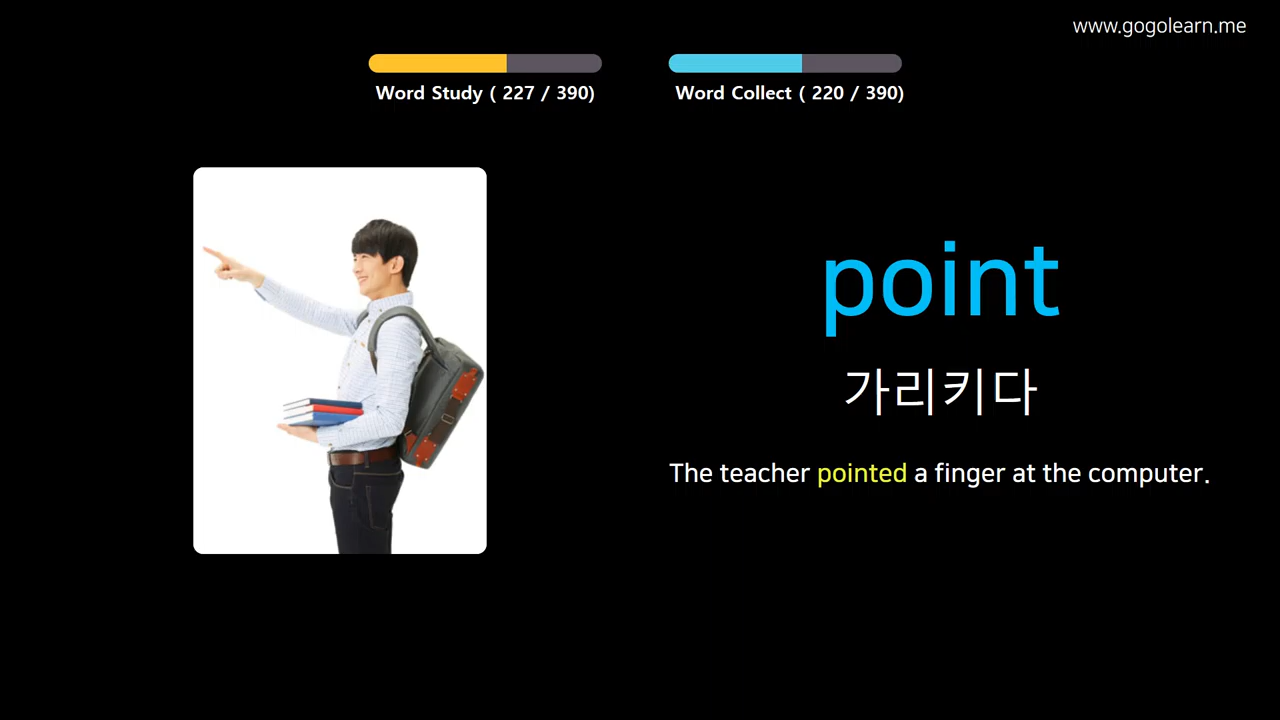 www.gogolearn.me
Word Study ( 227 / 390)
Word Collect ( 220 / 390)
point
가리키다
The teacher pointed a finger at the computer.